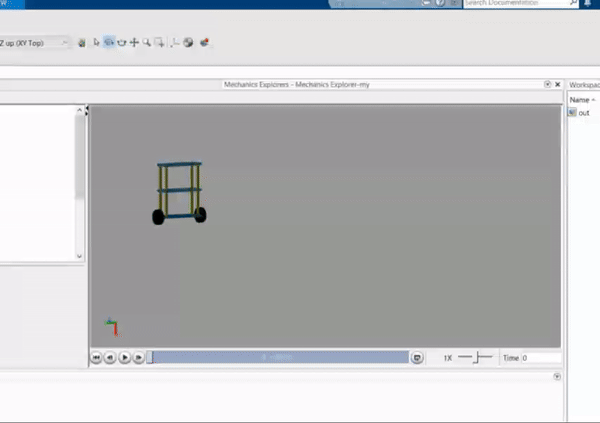 Search Documentation
Z up (XY Top)
Mechanics Explorers - Mechanics Explorer-my
Workspac
Name
out
1X
Time 0